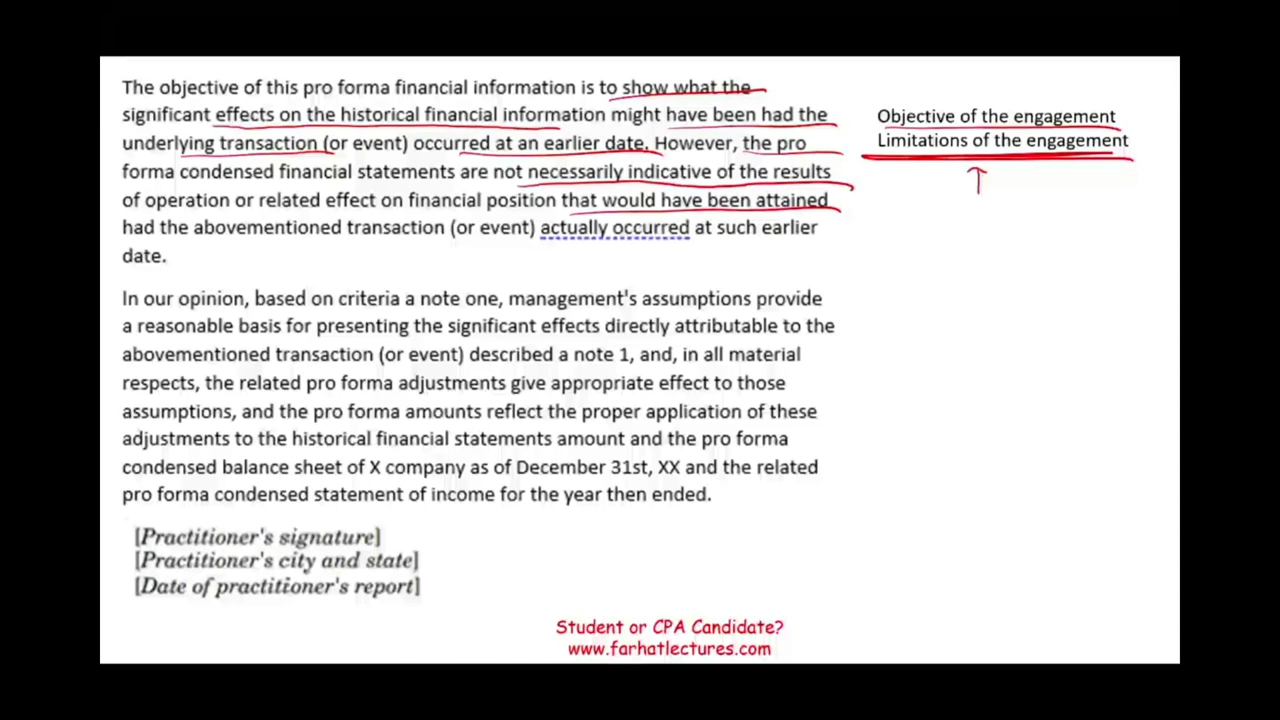 The objective of this pro forma financial information is to show what the
significant effects on the historical financial information might have been had the
underlying transaction (or event) occurred at an earlier date. However, the pro
forma condensed financial statements are not necessarily indicative of the results
of operation or related effect on financial position that would have been attained
had the abovementioned transaction (or event) actually occurred at such earlier
date.
Objective of the engagement
Limitations of the engagement
In our opinion, based on criteria a note one, management's assumptions provide
a reasonable basis for presenting the significant effects directly attributable to the
abovementioned transaction (or event) described a note 1, and, in all material
respects, the related pro forma adjustments give appropriate effect to those
assumptions, and the pro forma amounts reflect the proper application of these
adjustments to the historical financial statements amount and the pro forma
condensed balance sheet of X company as of December 31st, XX and the related
pro forma condensed statement of income for the year then ended.
[Practitioner's signature]
[Practitioner's city and state]
[Date of practitioner's report]
Student or CPA Candidate?
www.farhatlectures.com